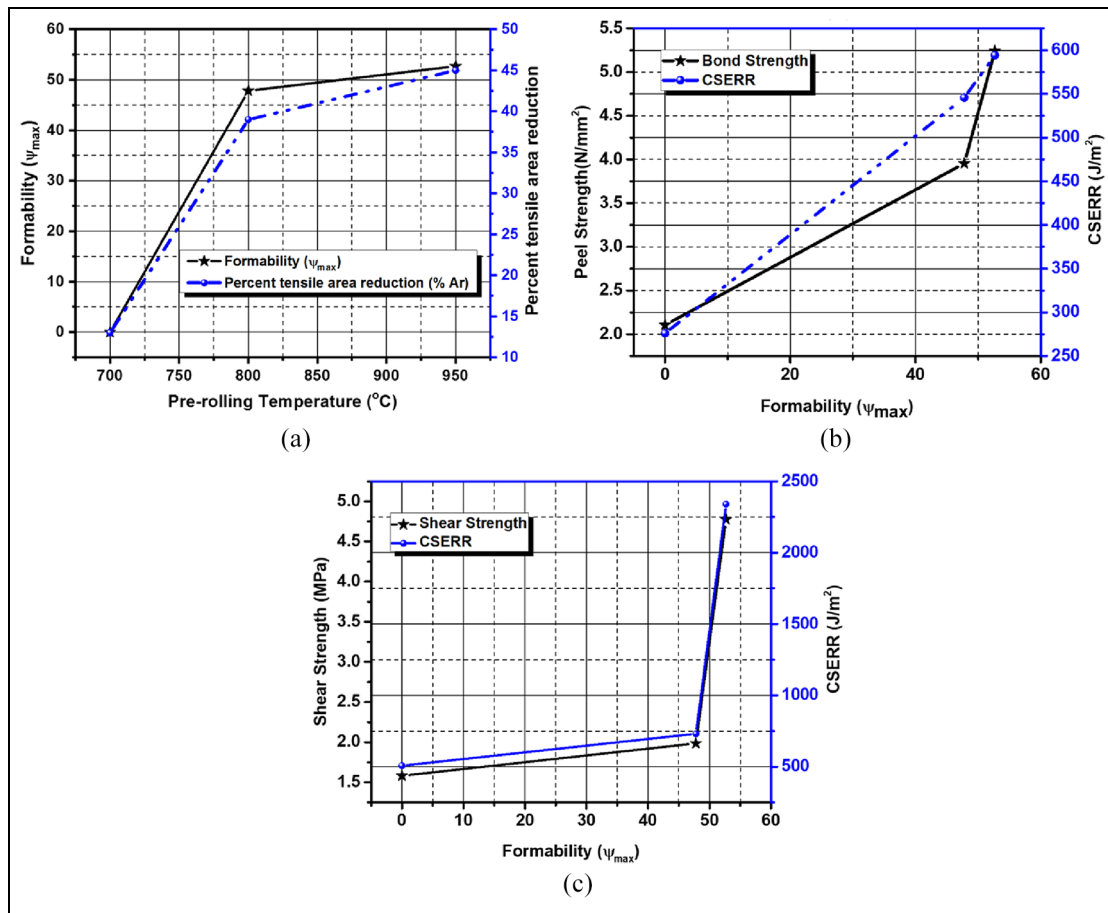 60
50
40
30
20
10
0
Formability (ψmax)
50
45
40
35
30
25
20
15
10
Percent tensile area reduction
Formability (ψmax)
Percent tensile area reduction (% Ar)
700 750 800 850 900 950
Pre-rolling Temperature (°C)
(a)
5.5
5.0
4.5
4.0
3.5
3.0
2.5
2.0
Peel Strength(N/mm²)
Bond Strength
CSERR
600
550
500
450
400
350
300
250
CSERR (J/m²)
0 20 40 60
Formability (ψmax)
(b)
5.0
4.5
4.0
3.5
3.0
2.5
2.0
1.5
Shear Strength (MPa)
Shear Strength
CSERR
2500
2000
1500
1000
500
CSERR (J/m²)
0 10 20 30 40 50 60
Formability (ψmax)
(c)